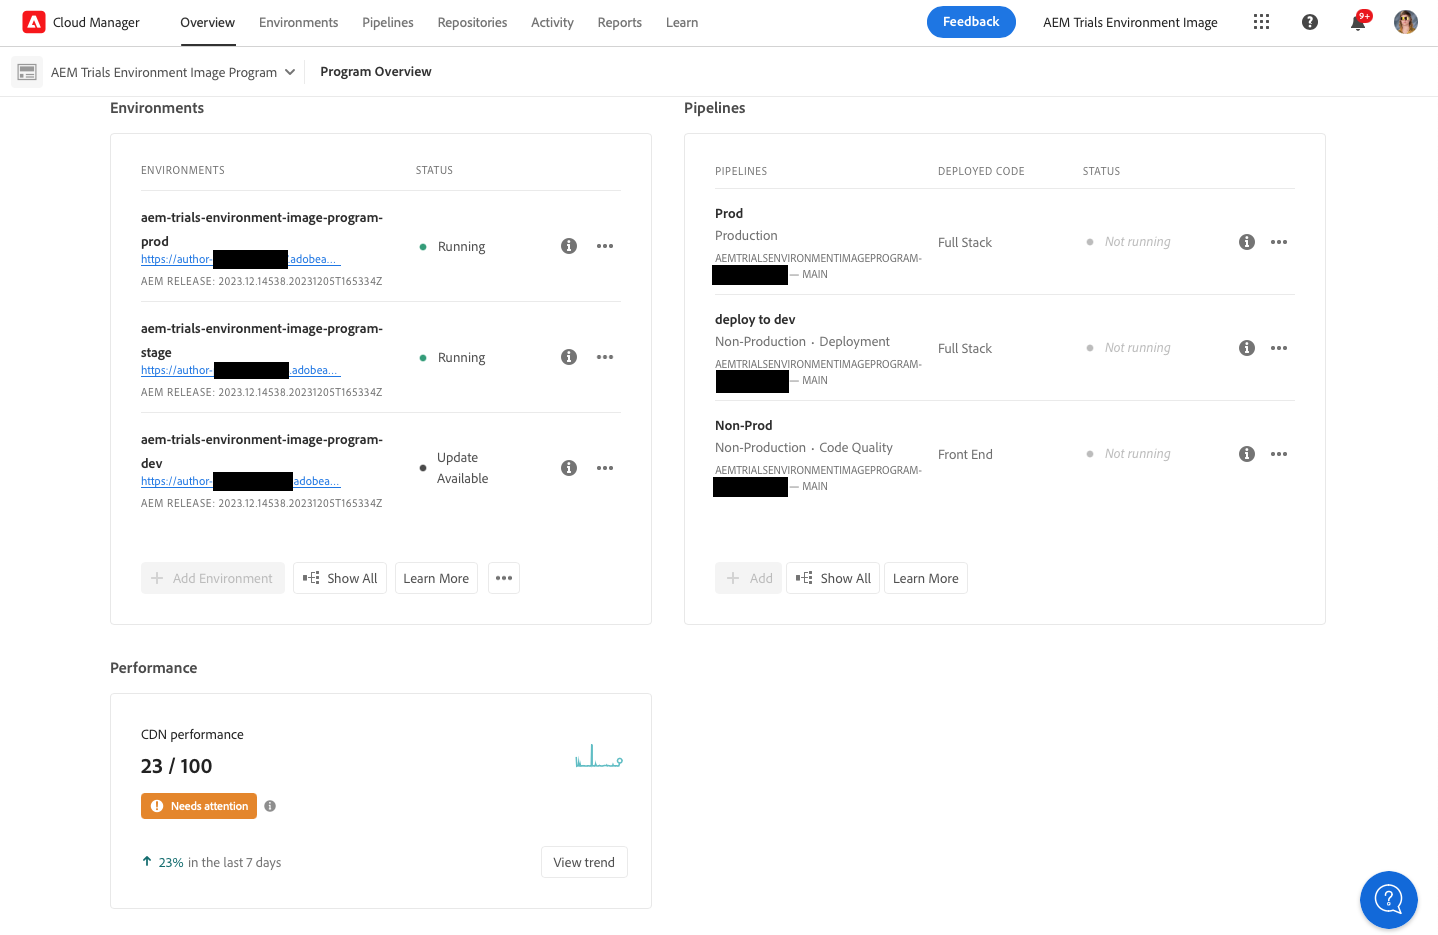 Cloud Manager
Overview
Environments
Pipelines
Repositories
Activity
Reports
Learn
Feedback
AEM Trials Environment Image
9+
AEM Trials Environment Image Program
Program Overview
Environments
ENVIRONMENTS STATUS
aem-trials-environment-image-program-
prod
https://author- adobea...
AEM RELEASE: 2023.12.14538.20231205T165334Z
Running
aem-trials-environment-image-program-
stage
https://author- .adobea...
AEM RELEASE: 2023.12.14538.20231205T165334Z
Running
aem-trials-environment-image-program-
dev
https://author- adobea...
AEM RELEASE: 2023.12.14538.20231205T165334Z
Update
Available
Add Environment
Show All
Learn More
Pipelines
PIPELINES DEPLOYED CODE STATUS
Prod
Production
AEMTRIALSENVIRONMENTIMAGEPROGRAM-
— MAIN
Full Stack
Not running
deploy to dev
Non-Production · Deployment
AEMTRIALSENVIRONMENTIMAGEPROGRAM-
— MAIN
Full Stack
Not running
Non-Prod
Non-Production · Code Quality
AEMTRIALSENVIRONMENTIMAGEPROGRAM-
— MAIN
Front End
Not running
Add
Show All
Learn More
Performance
CDN performance
23 / 100
Needs attention
23% in the last 7 days
View trend